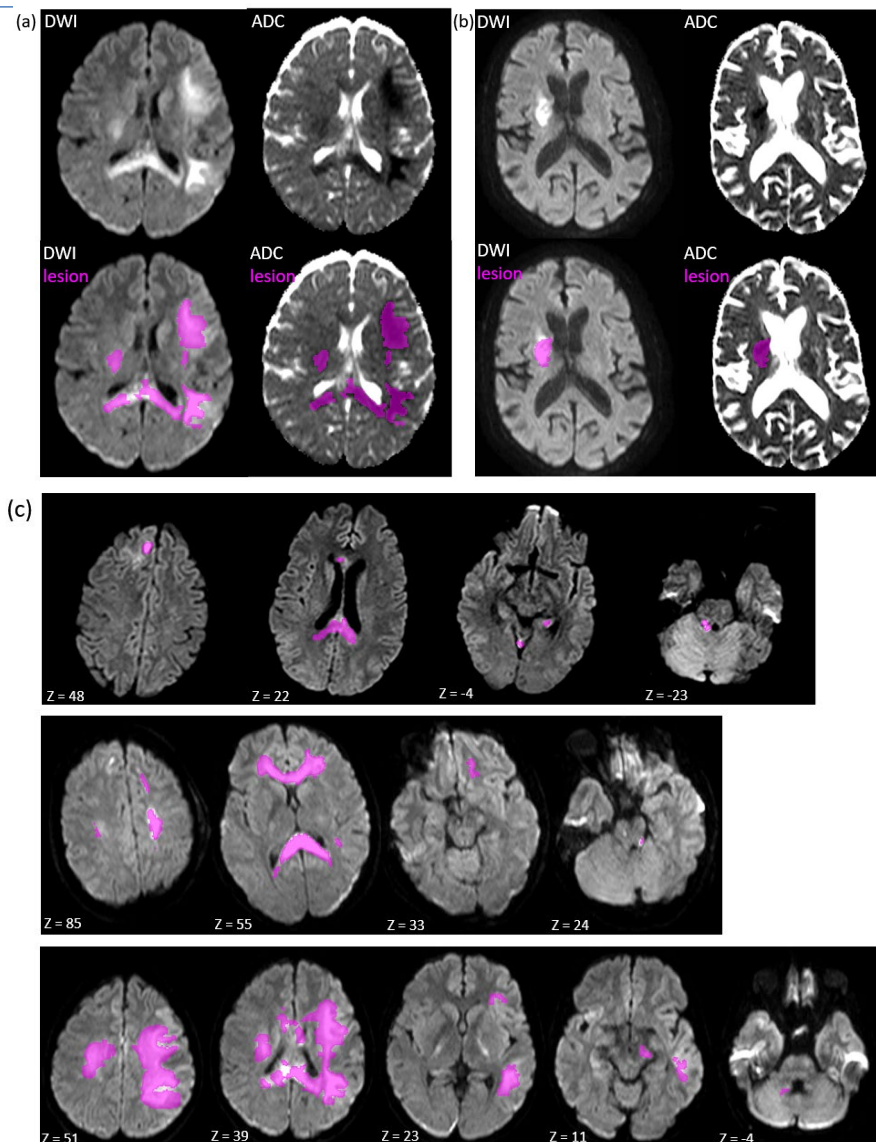 (a) DWI ADC (b) DWI ADC
DWI ADC DWI ADC
lesion lesion lesion lesion
(c)
Z = 48 Z = 22 Z = -4 Z = -23
Z = 85 Z = 55 Z = 33 Z = 24
Z = 51 Z = 39 Z = 23 Z = 11 Z = -4